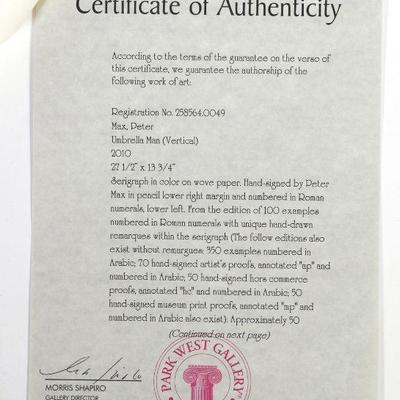 Certificate of Authenticity
According to the terms of the guarantee on the verso of
this certificate, we guarantee the authorship of the
following work of art:
Registration No. 258564.0049
Max, Peter
Umbrella Man (Vertical)
2010
27 1/2" x 13 3/4"
Serigraph in color on wove paper. Hand-signed by Peter
Max in pencil lower right margin and numbered in Roman
numerals, lower left. From the edition of 100 examples
numbered in Roman numerals with unique hand-drawn
remarques within the serigraph (The follow editions also
exist without remarques: 350 examples numbered in
Arabic; 70 hand-signed artist's proofs, annotated "ap" and
numbered in Arabic; 50 hand-signed hors commerce
proofs, annotated "hc" and numbered in Arabic; 50
hand-signed museum print proofs, annotated "mp" and
numbered in Arabic also exist). Approximately 50
(Continued on next page)
MORRIS SHAPIRO
GALLERY DIRECTOR
PARK WEST GALLERY